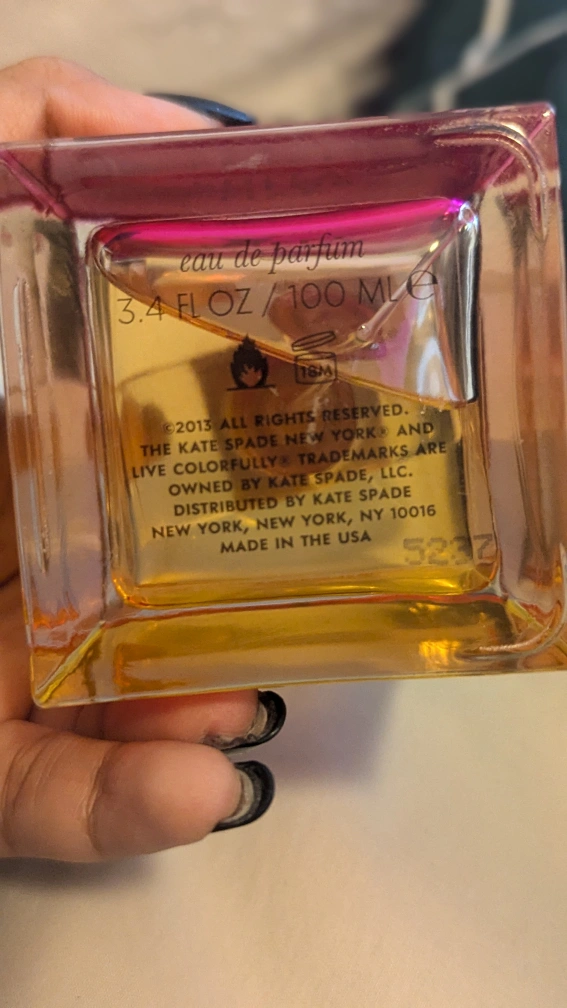 eau de parfum
3.4 FL OZ / 100 ML ℮
18M
©2013 ALL RIGHTS RESERVED.
THE KATE SPADE NEW YORK® AND
LIVE COLORFULLY® TRADEMARKS ARE
OWNED BY KATE SPADE, LLC.
DISTRIBUTED BY KATE SPADE
NEW YORK, NEW YORK, NY 10016
MADE IN THE USA
5237